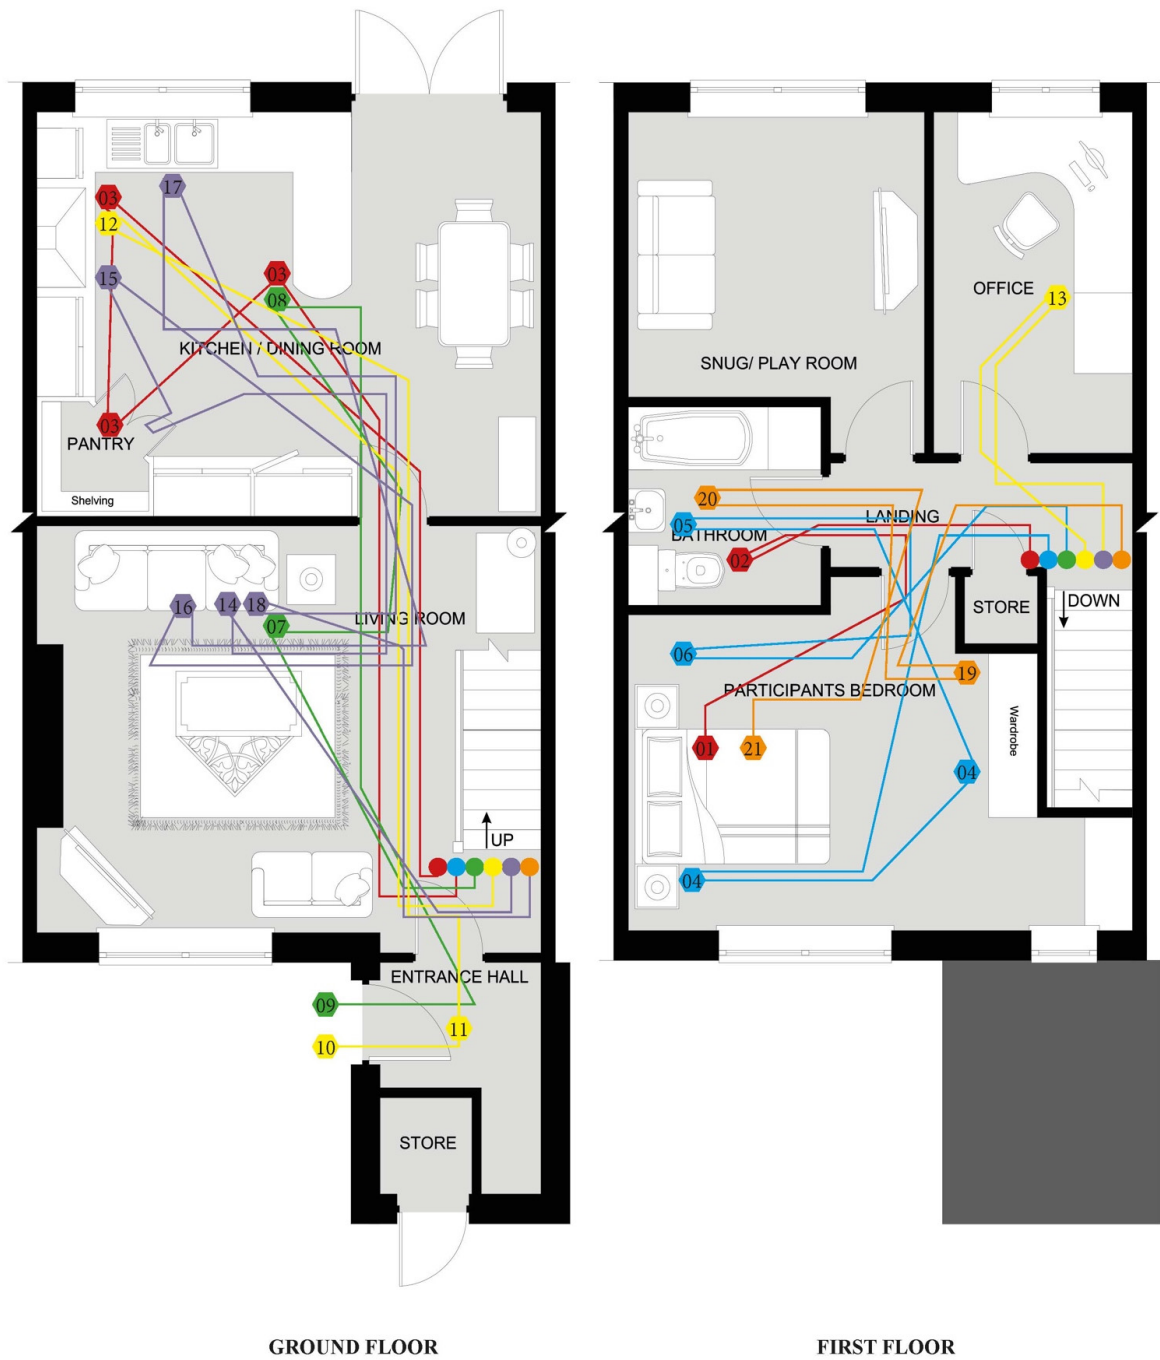 17
03
12
03
15
08
KITCHEN / DINING ROOM
03
PANTRY
Shelving
16
14
18
07
LIVING ROOM
UP
ENTRANCE HALL
09
11
10
STORE
GROUND FLOOR
OFFICE
13
SNUG/ PLAY ROOM
20
05
LANDING
BATHROOM
02
STORE
DOWN
06
19
PARTICIPANTS BEDROOM
Wardrobe
01
21
04
04
FIRST FLOOR